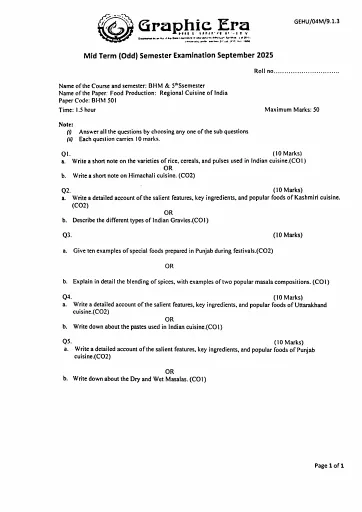 GEHU/04M/9.1.3
Graphic Era
Mid Term (Odd) Semester Examination September 2025
Roll no..............................
Name of the Course and semester: BHM & 5thSsemester
Name of the Paper Food Production: Regional Cuisine of India
Paper Code: BHM 501
Time: 1.5 hour Maximum Marks: 50
Note:
(i) Answer all the questions by choosing any one of the sub questions
(ii) Each question carries 10 marks.
Q1. (10 Marks)
a. Write a short note on the varieties of rice, cereals, and pulses used in Indian cuisine.(CO1)
OR
b. Write a short note on Himachali cuisine. (CO2)
Q2. (10 Marks)
a. Write a detailed account of the salient features, key ingredients, and popular foods of Kashmiri cuisine.
(CO2)
OR
b. Describe the different types of Indian Gravies.(CO1)
Q3. (10 Marks)
a. Give ten examples of special foods prepared in Punjab during festivals.(CO2)
OR
b. Explain in detail the blending of spices, with examples of two popular masala compositions. (CO1)
Q4. (10 Marks)
a. Write a detailed account of the salient features, key ingredients, and popular foods of Uttarakhand
cuisine.(CO2)
OR
b. Write down about the pastes used in Indian cuisine.(CO1)
Q5. (10 Marks)
a. Write a detailed account of the salient features, key ingredients, and popular foods of Punjab
cuisine.(CO2)
OR
b. Write down about the Dry and Wet Masalas. (CO1)
Page 1 of 1